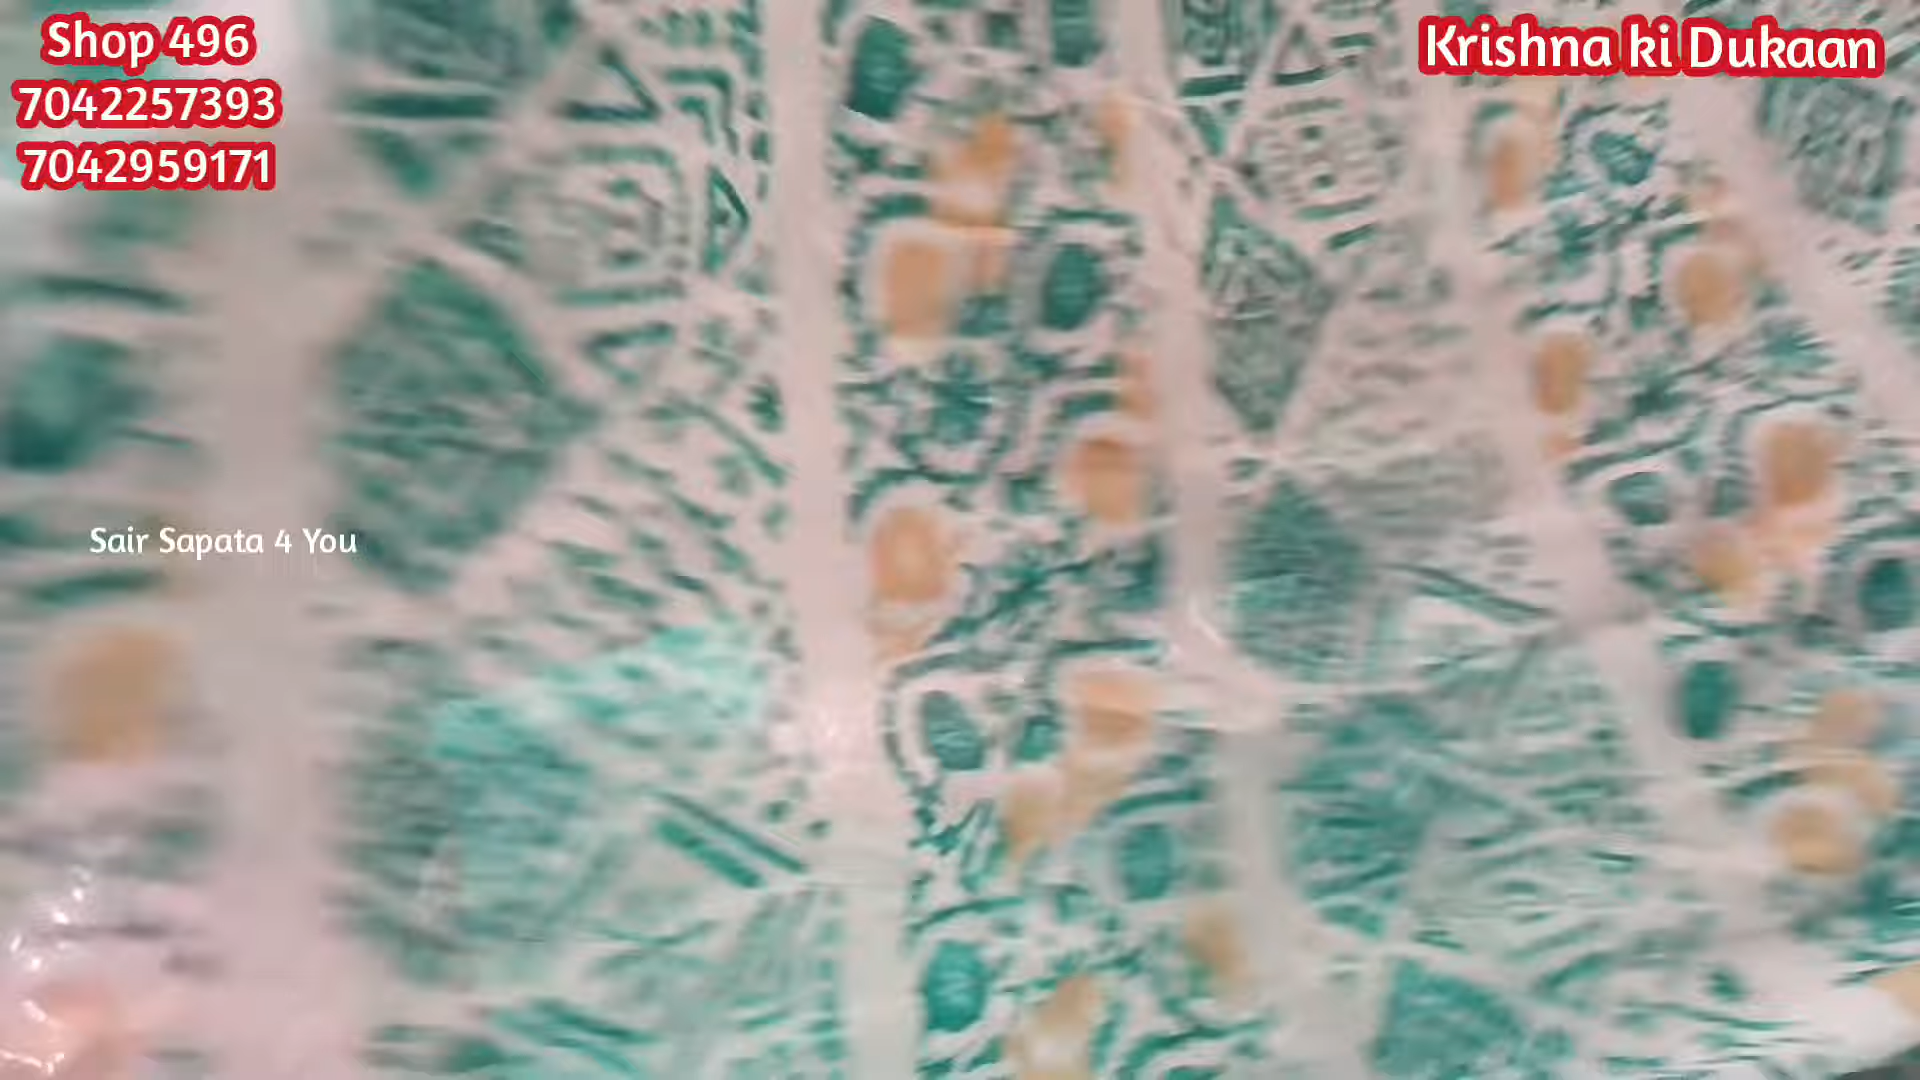 Shop 496
7042257393
7042959171
Krishna ki Dukaan
Sair Sapata 4 You